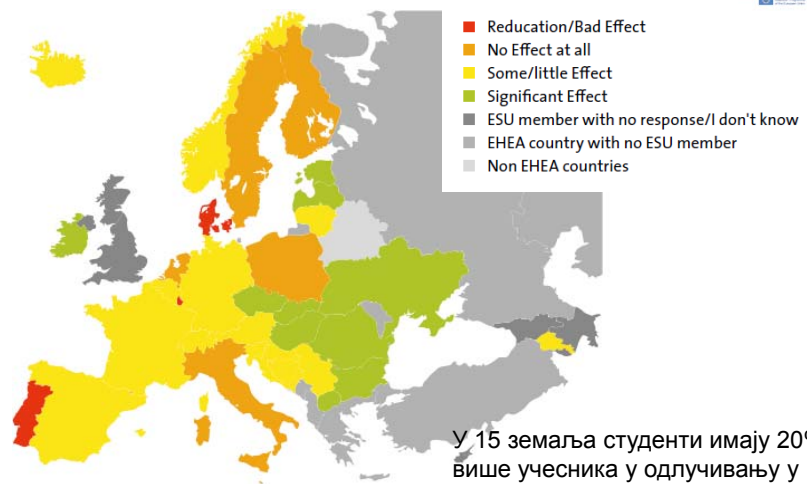 Reducation/Bad Effect
No Effect at all
Some/little Effect
Significant Effect
ESU member with no response/I don't know
EHEA country with no ESU member
Non EHEA countries
У 15 земаља студенти имају 20%
више учесника у одлучивању у